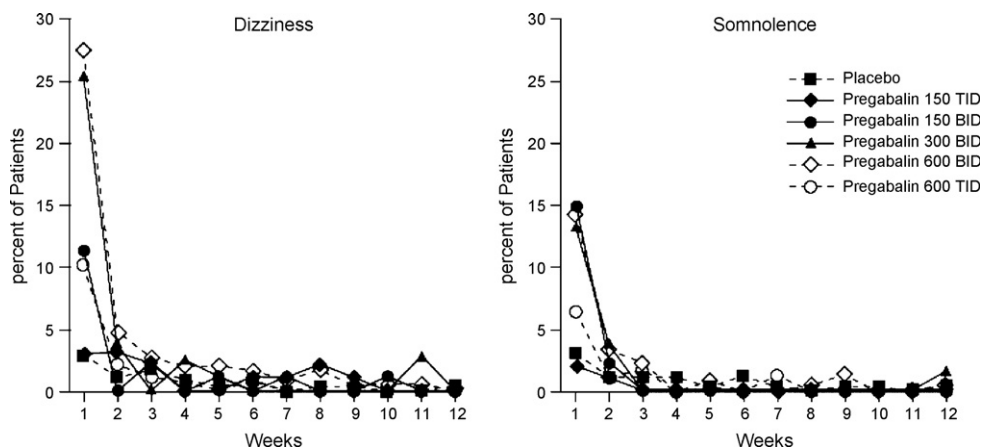 Dizziness
30
25
20
15
10
5
0
percent of Patients
1 2 3 4 5 6 7 8 9 10 11 12
Weeks
Somnolence
30
25
20
15
10
5
0
percent of Patients
1 2 3 4 5 6 7 8 9 10 11 12
Weeks
Placebo
Pregabalin 150 TID
Pregabalin 150 BID
Pregabalin 300 BID
Pregabalin 600 BID
Pregabalin 600 TID